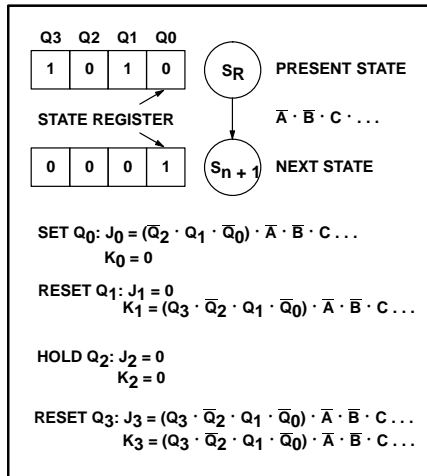 Q3 Q2 Q1 Q0
1 0 1 0
SR
PRESENT STATE
STATE REGISTER
A̅ · B̅ · C · . . .
0 0 0 1
Sn + 1
NEXT STATE
SET Q0: J0 = (Q̅2 · Q1 · Q̅0) · A̅ · B̅ · C . . .
K0 = 0
RESET Q1: J1 = 0
K1 = (Q3 · Q̅2 · Q1 · Q̅0) · A̅ · B̅ · C . . .
HOLD Q2: J2 = 0
K2 = 0
RESET Q3: J3 = (Q3 · Q̅2 · Q1 · Q̅0) · A̅ · B̅ · C . . .
K3 = (Q3 · Q̅2 · Q1 · Q̅0) · A̅ · B̅ · C . . .